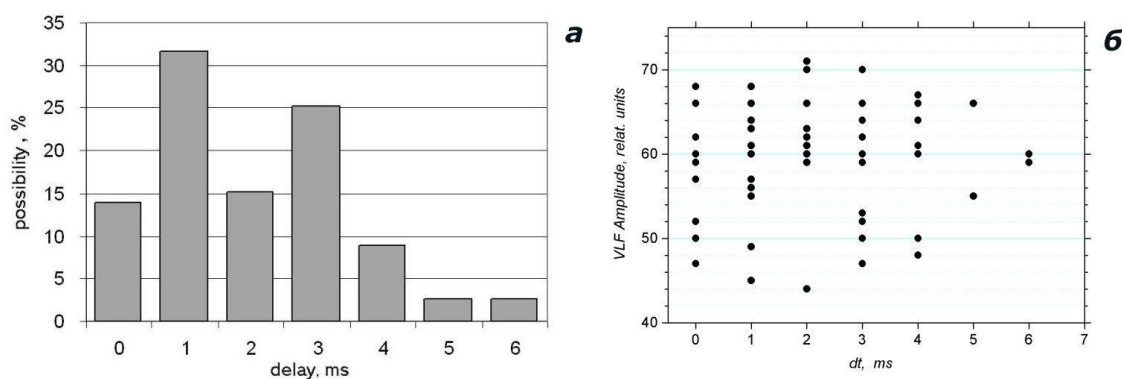 a
possibility, %
35
30
25
20
15
10
5
0
0 1 2 3 4 5 6
delay, ms
б
VLF Amplitude, relat. units
70
60
50
40
0 1 2 3 4 5 6 7
dt, ms